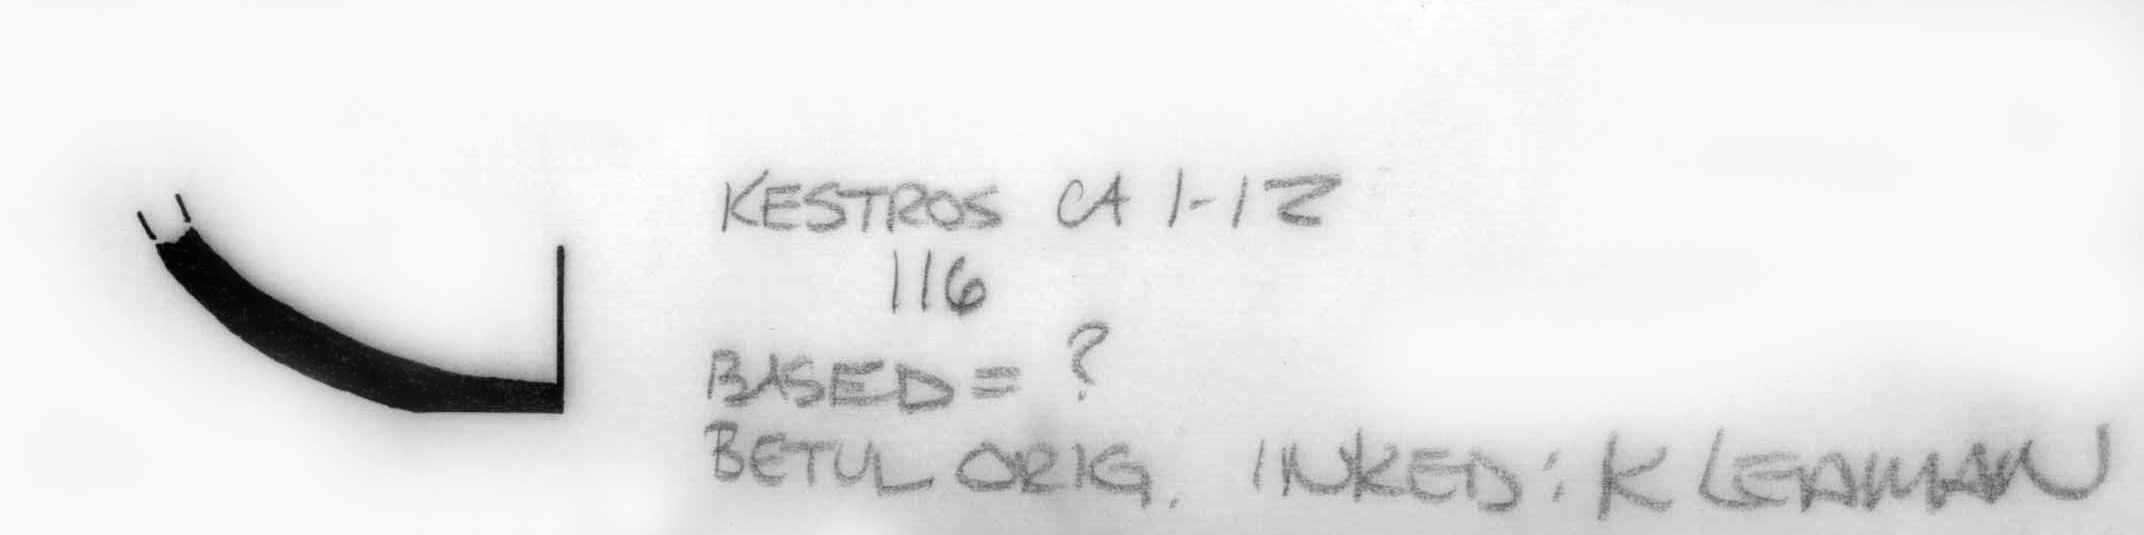 KESTROS CA 1-12
116
BASED = ?
BETUL ORIG. INKED: K LEAMAN